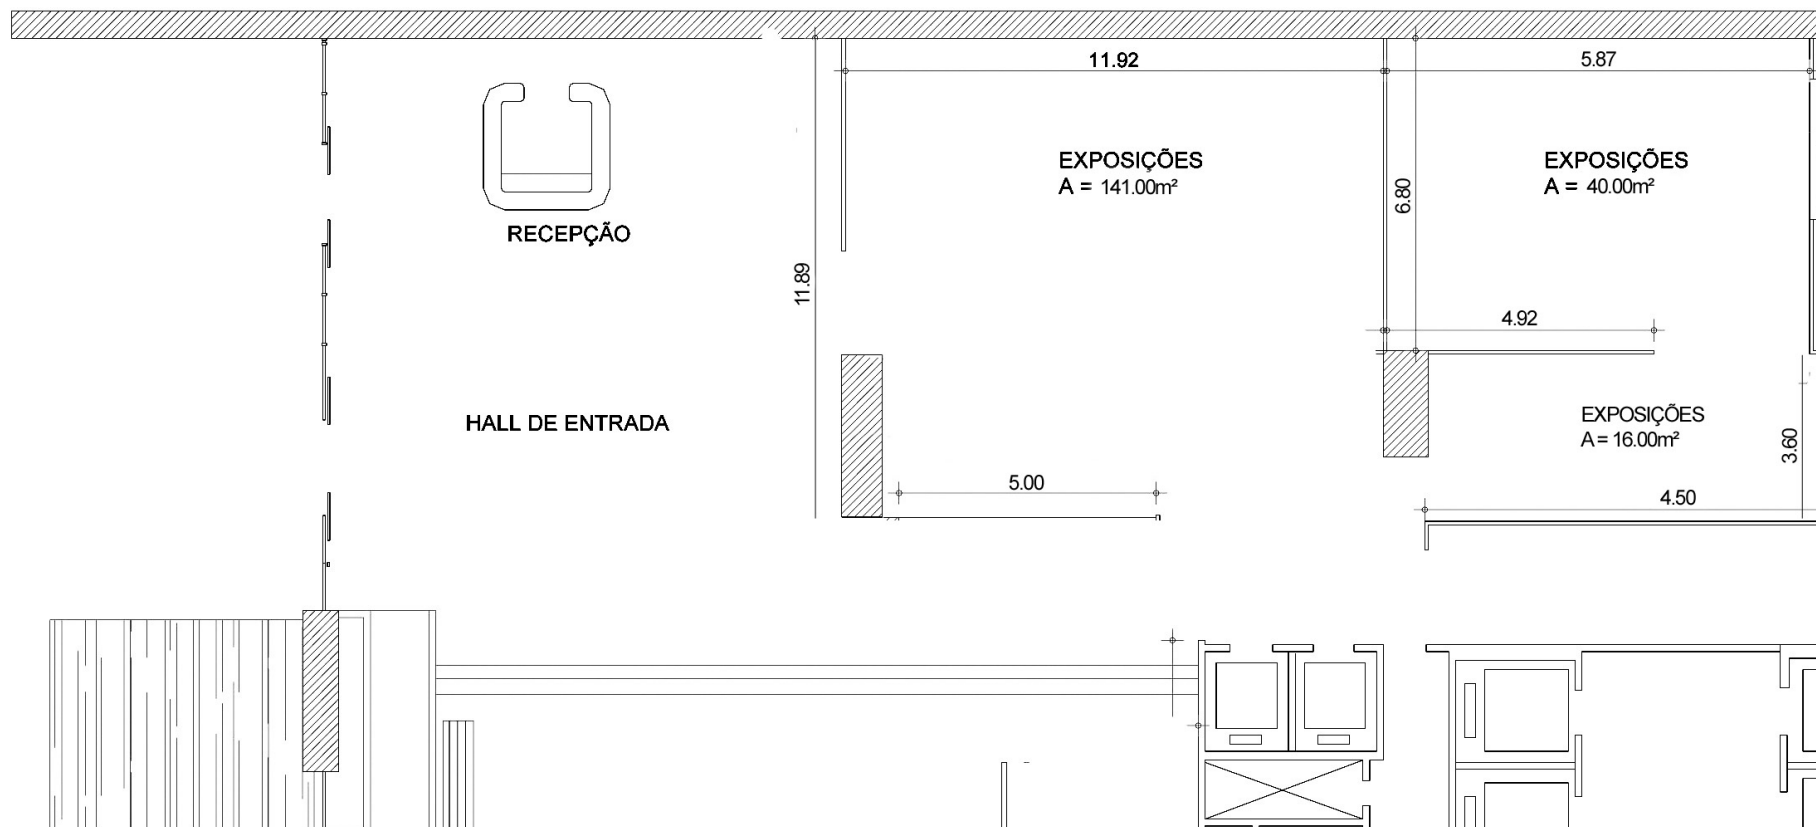 11.92
5.87
EXPOSIÇÕES
A = 141.00m²
EXPOSIÇÕES
A = 40.00m²
6.80
RECEPÇÃO
11.89
4.92
HALL DE ENTRADA
EXPOSIÇÕES
A = 16.00m²
3.60
5.00
4.50